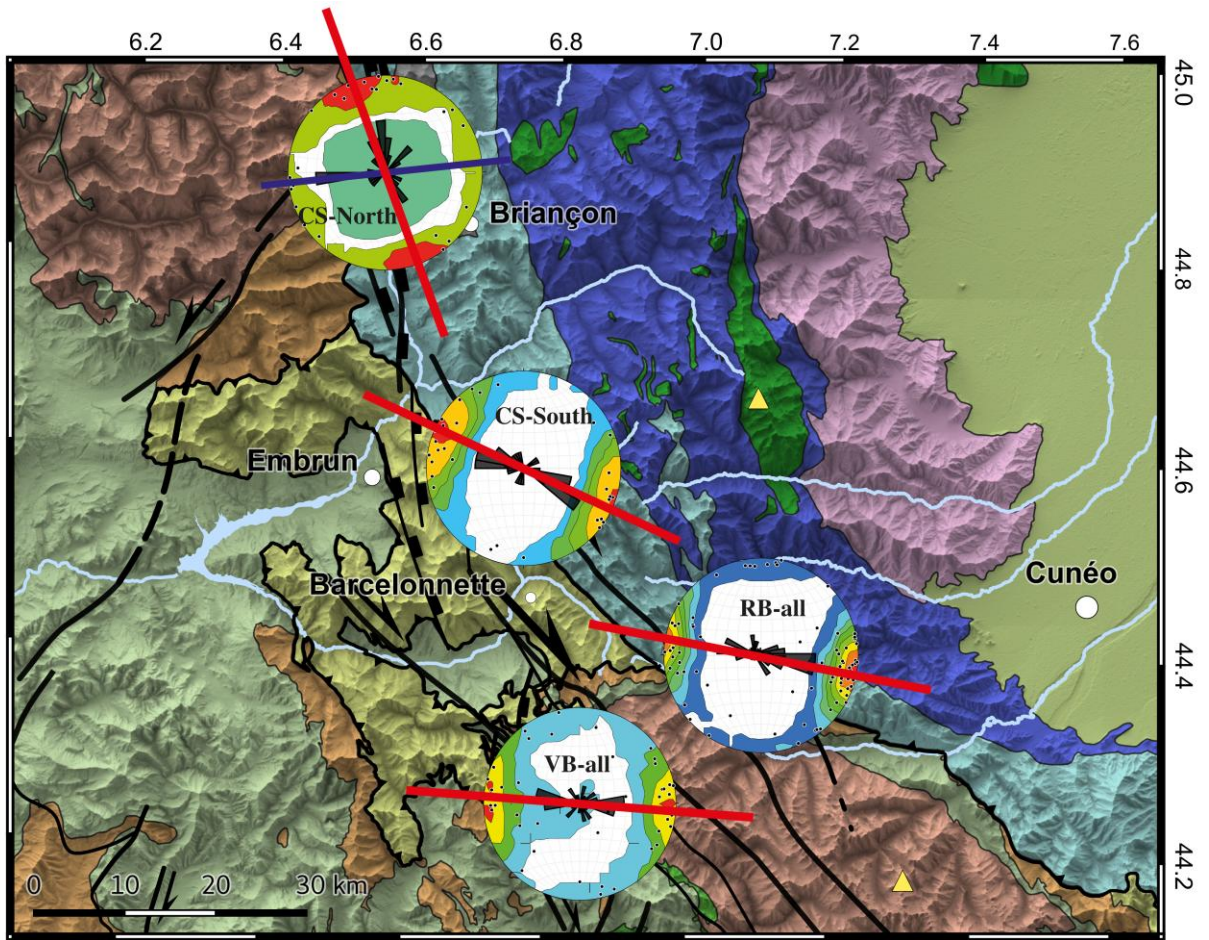 6.2 6.4 6.6 6.8 7.0 7.2 7.4 7.6
45.0
CS-North
Briançon
44.8
CS-South
Embrun
44.6
Barcelonnette
Cunéo
RB-all
44.4
VB-all
0 10 20 30 km
44.2